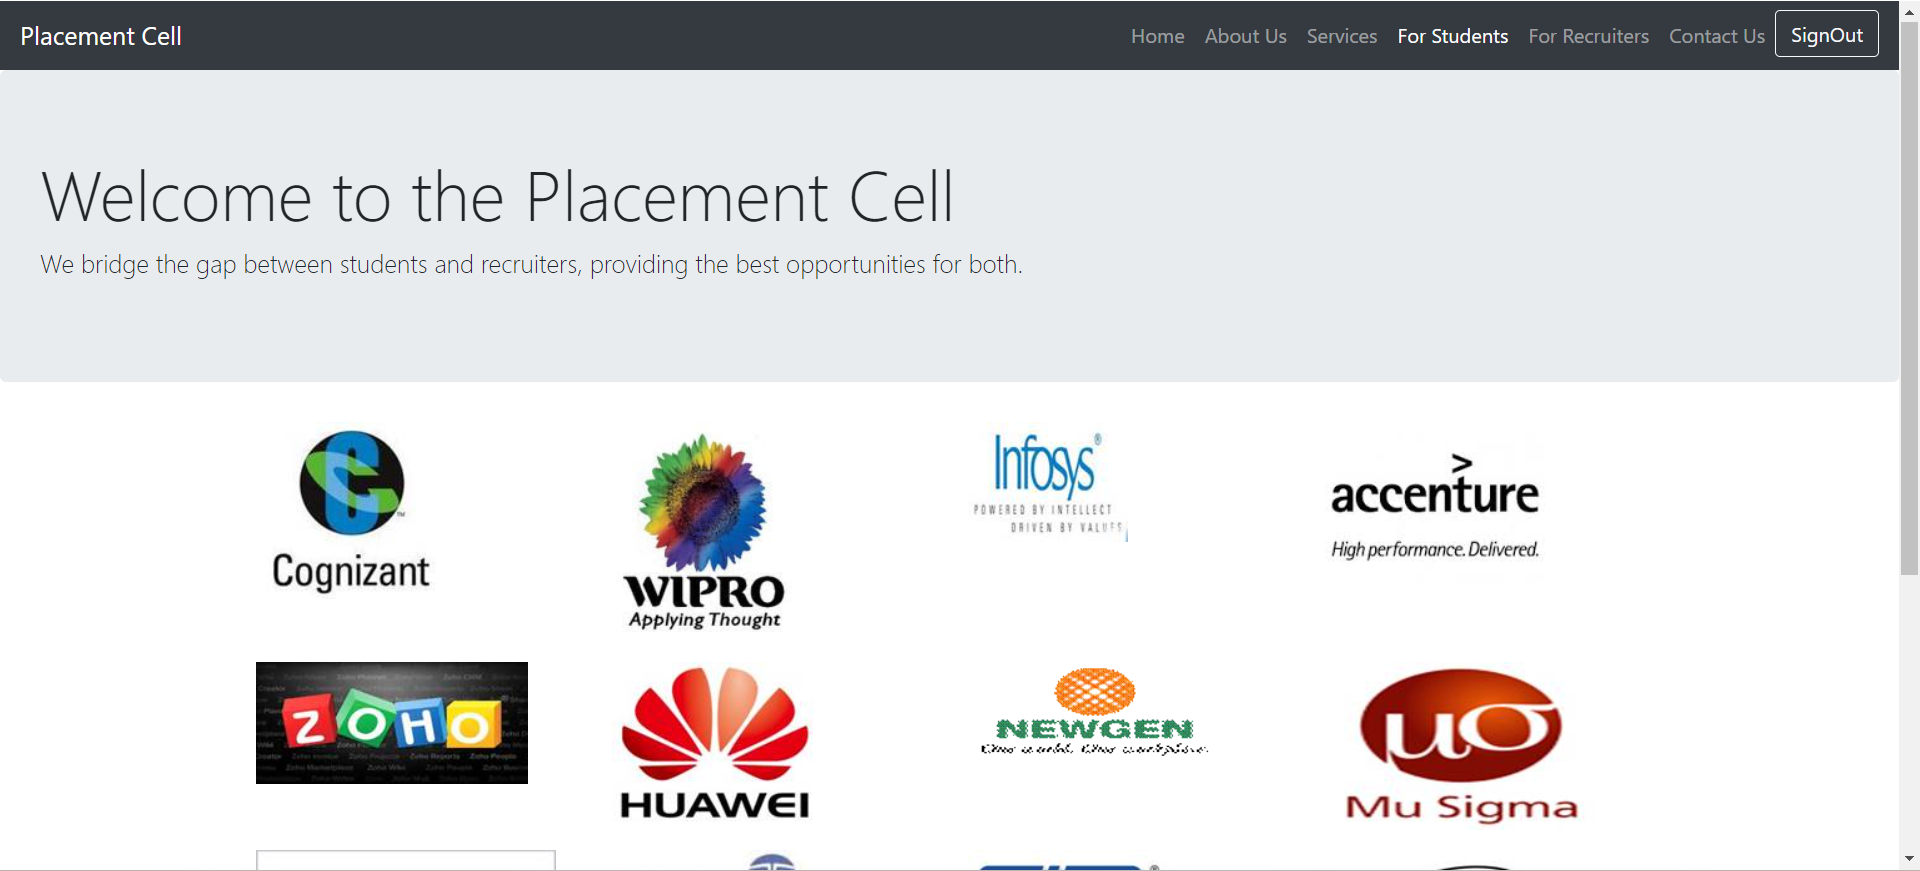 Placement Cell
Home About Us Services For Students For Recruiters Contact Us SignOut
Welcome to the Placement Cell
We bridge the gap between students and recruiters, providing the best opportunities for both.
Cognizant
TM
WIPRO
Applying Thought
Infosys®
POWERED BY INTELLECT
DRIVEN BY VALUES
accenture
High performance. Delivered.
ZOHO
HUAWEI
NEWGEN
μσ
Mu Sigma